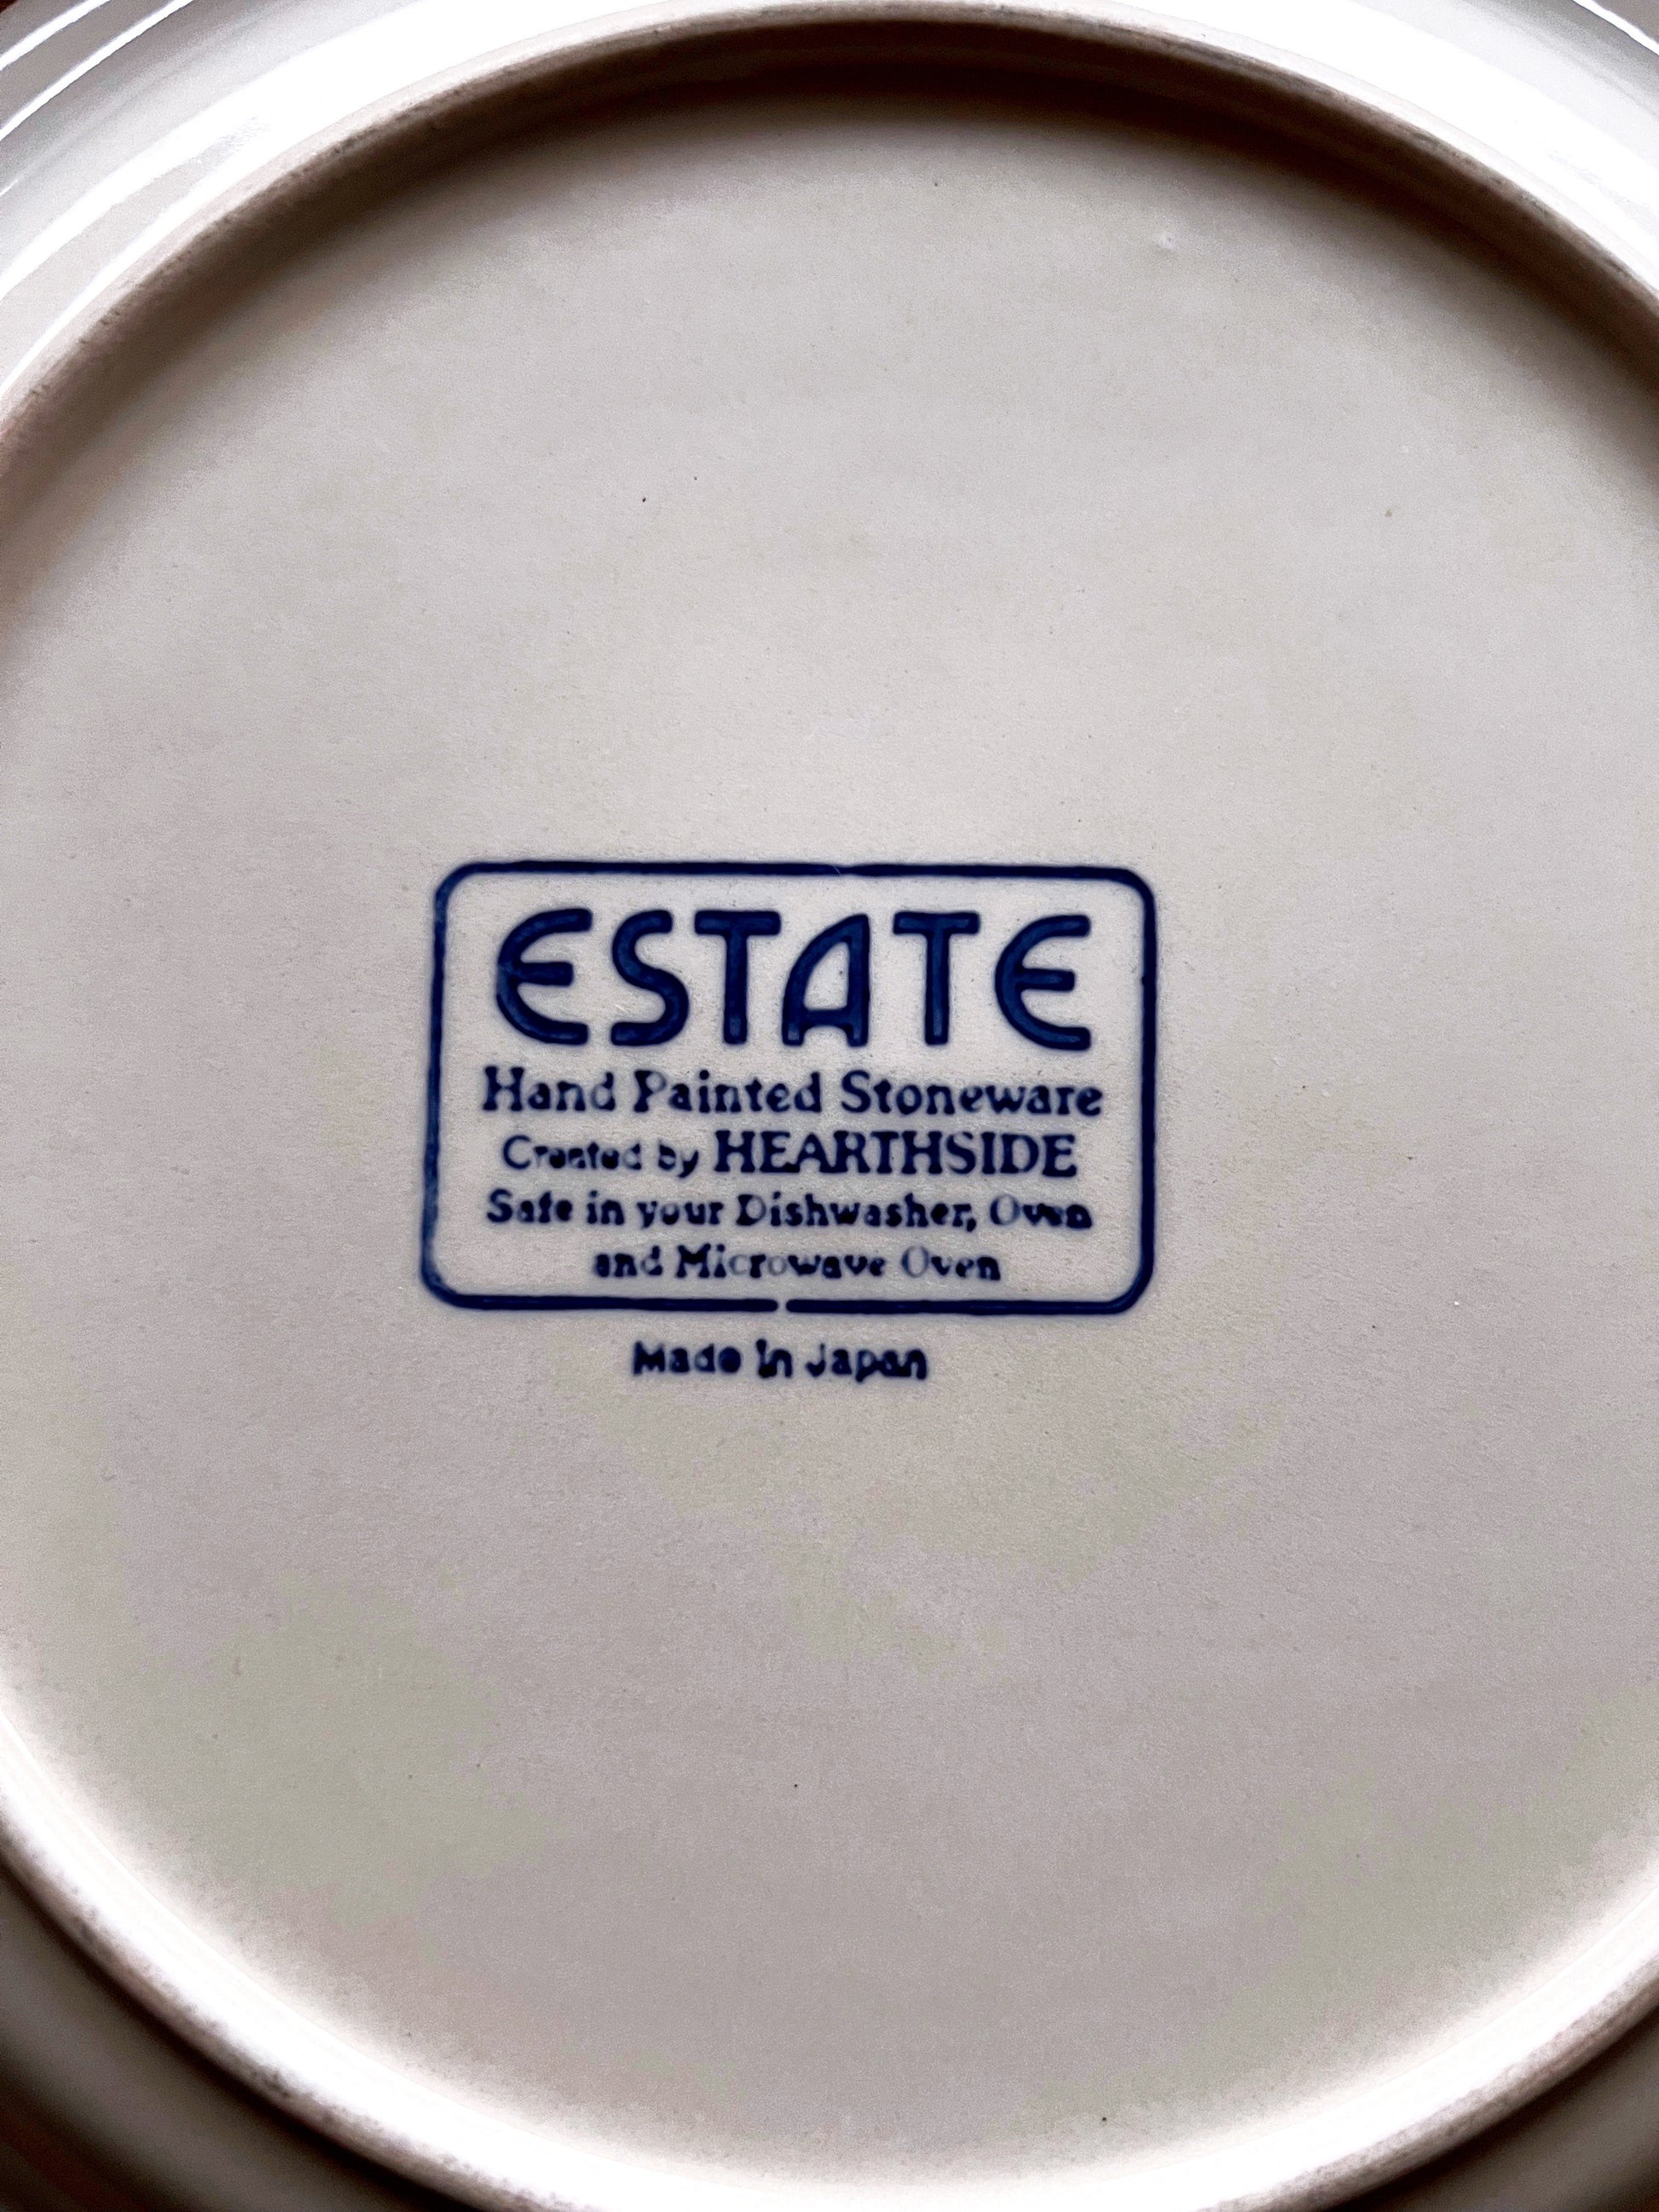 ESTATE
Hand Painted Stoneware
Created by HEARTHSIDE
Safe in your Dishwasher, Oven
and Microwave Oven
Made in Japan